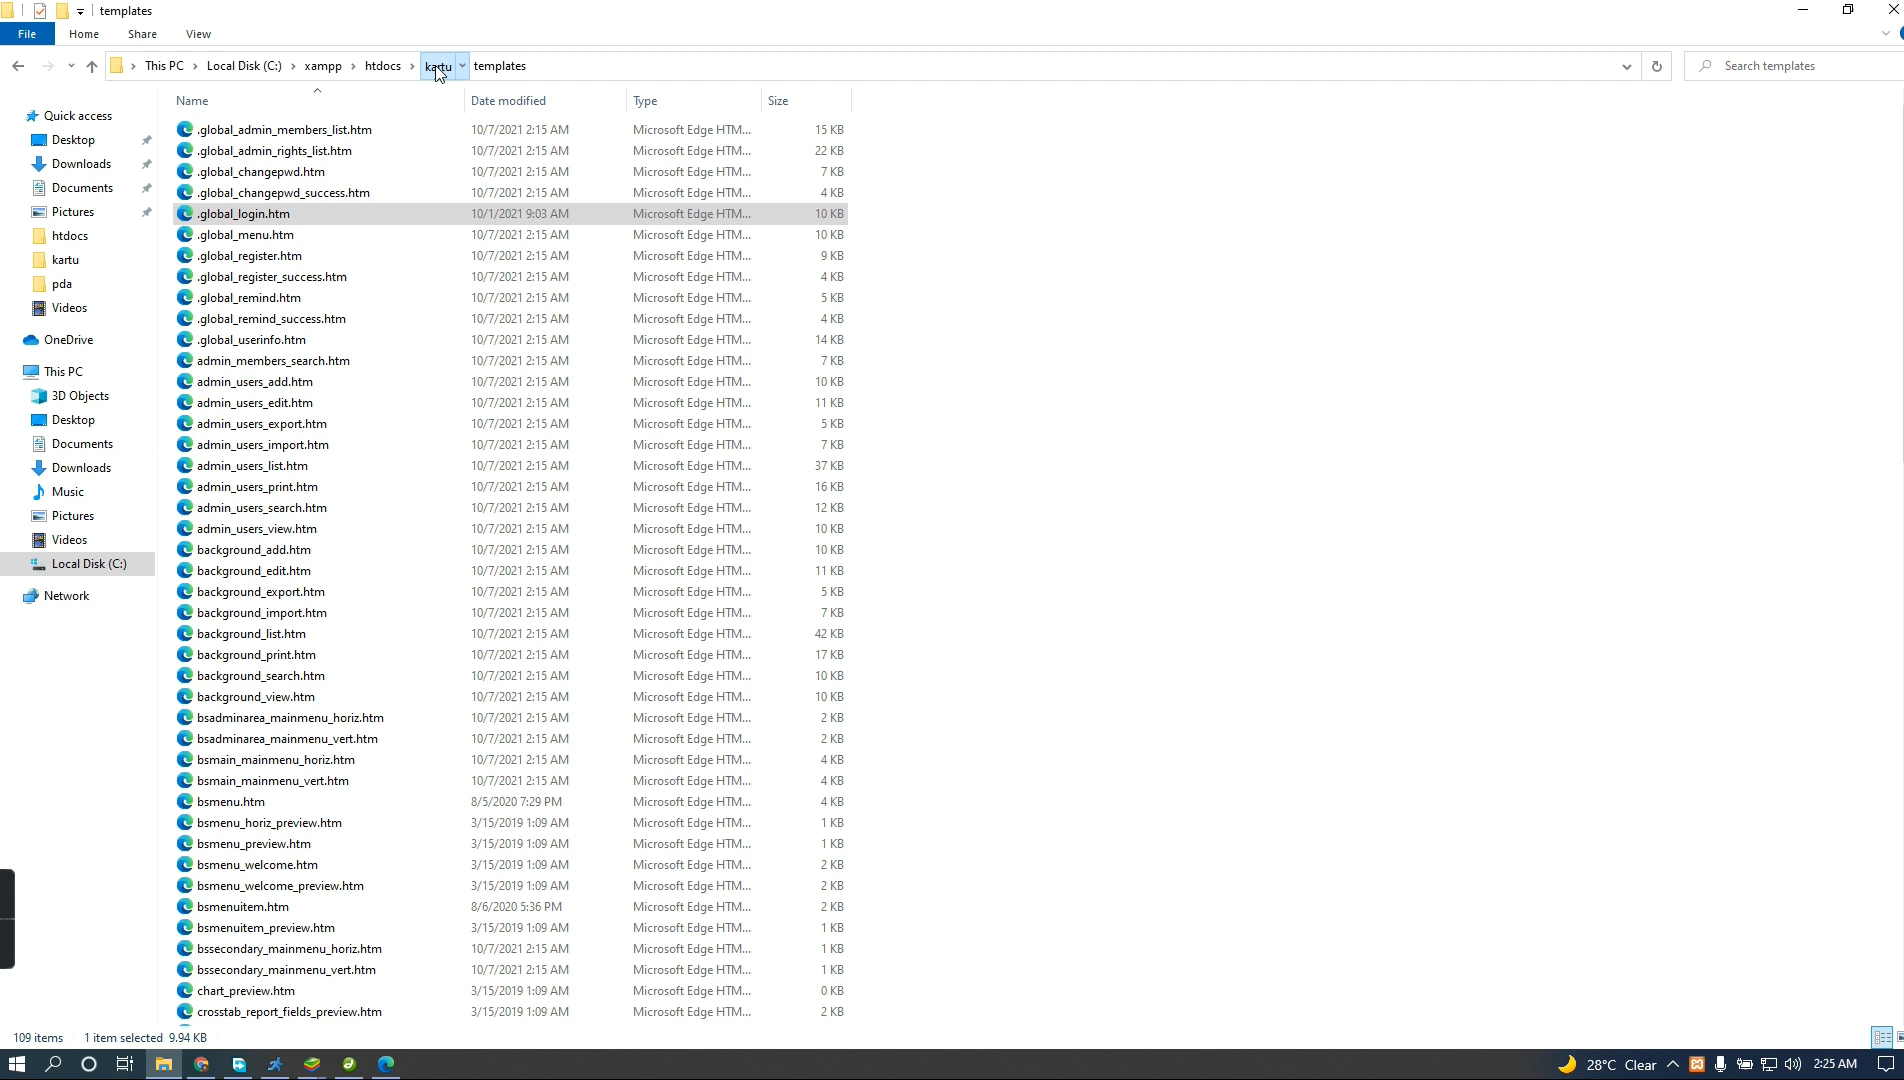 templates
File Home Share View
This PC Local Disk (C:) xampp htdocs kartu templates Search templates
Name Date modified Type Size
Quick access
Desktop
Downloads
Documents
Pictures
htdocs
kartu
pda
Videos
OneDrive
This PC
3D Objects
Desktop
Documents
Downloads
Music
Pictures
Videos
Local Disk (C:)
Network
.global_admin_members_list.htm 10/7/2021 2:15 AM Microsoft Edge HTM... 15 KB
.global_admin_rights_list.htm 10/7/2021 2:15 AM Microsoft Edge HTM... 22 KB
.global_changepwd.htm 10/7/2021 2:15 AM Microsoft Edge HTM... 7 KB
.global_changepwd_success.htm 10/7/2021 2:15 AM Microsoft Edge HTM... 4 KB
.global_login.htm 10/1/2021 9:03 AM Microsoft Edge HTM... 10 KB
.global_menu.htm 10/7/2021 2:15 AM Microsoft Edge HTM... 10 KB
.global_register.htm 10/7/2021 2:15 AM Microsoft Edge HTM... 9 KB
.global_register_success.htm 10/7/2021 2:15 AM Microsoft Edge HTM... 4 KB
.global_remind.htm 10/7/2021 2:15 AM Microsoft Edge HTM... 5 KB
.global_remind_success.htm 10/7/2021 2:15 AM Microsoft Edge HTM... 4 KB
.global_userinfo.htm 10/7/2021 2:15 AM Microsoft Edge HTM... 14 KB
admin_members_search.htm 10/7/2021 2:15 AM Microsoft Edge HTM... 7 KB
admin_users_add.htm 10/7/2021 2:15 AM Microsoft Edge HTM... 10 KB
admin_users_edit.htm 10/7/2021 2:15 AM Microsoft Edge HTM... 11 KB
admin_users_export.htm 10/7/2021 2:15 AM Microsoft Edge HTM... 5 KB
admin_users_import.htm 10/7/2021 2:15 AM Microsoft Edge HTM... 7 KB
admin_users_list.htm 10/7/2021 2:15 AM Microsoft Edge HTM... 37 KB
admin_users_print.htm 10/7/2021 2:15 AM Microsoft Edge HTM... 16 KB
admin_users_search.htm 10/7/2021 2:15 AM Microsoft Edge HTM... 12 KB
admin_users_view.htm 10/7/2021 2:15 AM Microsoft Edge HTM... 10 KB
background_add.htm 10/7/2021 2:15 AM Microsoft Edge HTM... 10 KB
background_edit.htm 10/7/2021 2:15 AM Microsoft Edge HTM... 11 KB
background_export.htm 10/7/2021 2:15 AM Microsoft Edge HTM... 5 KB
background_import.htm 10/7/2021 2:15 AM Microsoft Edge HTM... 7 KB
background_list.htm 10/7/2021 2:15 AM Microsoft Edge HTM... 42 KB
background_print.htm 10/7/2021 2:15 AM Microsoft Edge HTM... 17 KB
background_search.htm 10/7/2021 2:15 AM Microsoft Edge HTM... 10 KB
background_view.htm 10/7/2021 2:15 AM Microsoft Edge HTM... 10 KB
bsadminarea_mainmenu_horiz.htm 10/7/2021 2:15 AM Microsoft Edge HTM... 2 KB
bsadminarea_mainmenu_vert.htm 10/7/2021 2:15 AM Microsoft Edge HTM... 2 KB
bsmain_mainmenu_horiz.htm 10/7/2021 2:15 AM Microsoft Edge HTM... 4 KB
bsmain_mainmenu_vert.htm 10/7/2021 2:15 AM Microsoft Edge HTM... 4 KB
bsmenu.htm 8/5/2020 7:29 PM Microsoft Edge HTM... 4 KB
bsmenu_horiz_preview.htm 3/15/2019 1:09 AM Microsoft Edge HTM... 1 KB
bsmenu_preview.htm 3/15/2019 1:09 AM Microsoft Edge HTM... 1 KB
bsmenu_welcome.htm 3/15/2019 1:09 AM Microsoft Edge HTM... 2 KB
bsmenu_welcome_preview.htm 3/15/2019 1:09 AM Microsoft Edge HTM... 2 KB
bsmenuitem.htm 8/6/2020 5:36 PM Microsoft Edge HTM... 2 KB
bsmenuitem_preview.htm 3/15/2019 1:09 AM Microsoft Edge HTM... 1 KB
bssecondary_mainmenu_horiz.htm 10/7/2021 2:15 AM Microsoft Edge HTM... 1 KB
bssecondary_mainmenu_vert.htm 10/7/2021 2:15 AM Microsoft Edge HTM... 1 KB
chart_preview.htm 3/15/2019 1:09 AM Microsoft Edge HTM... 0 KB
crosstab_report_fields_preview.htm 3/15/2019 1:09 AM Microsoft Edge HTM... 2 KB
109 items 1 item selected 9.94 KB
28°C Clear 2:25 AM